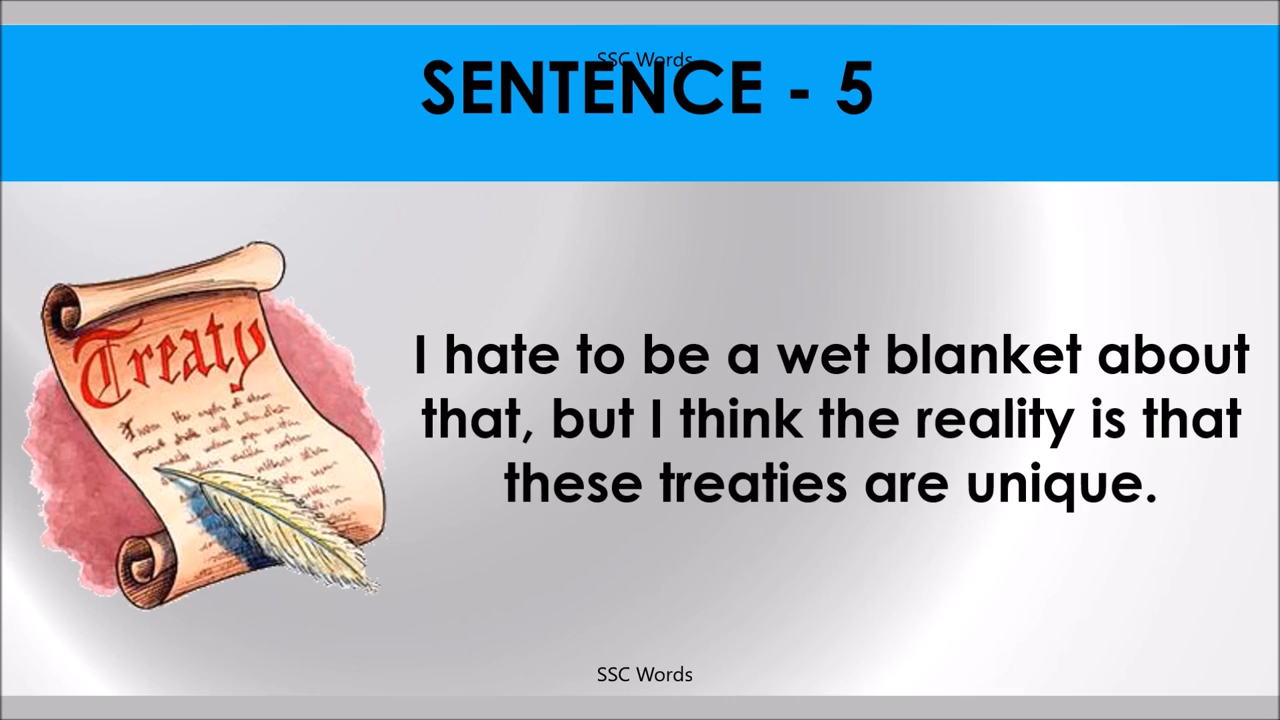 SSC Words
SENTENCE - 5
Treaty
I hate to be a wet blanket about
that, but I think the reality is that
these treaties are unique.
SSC Words